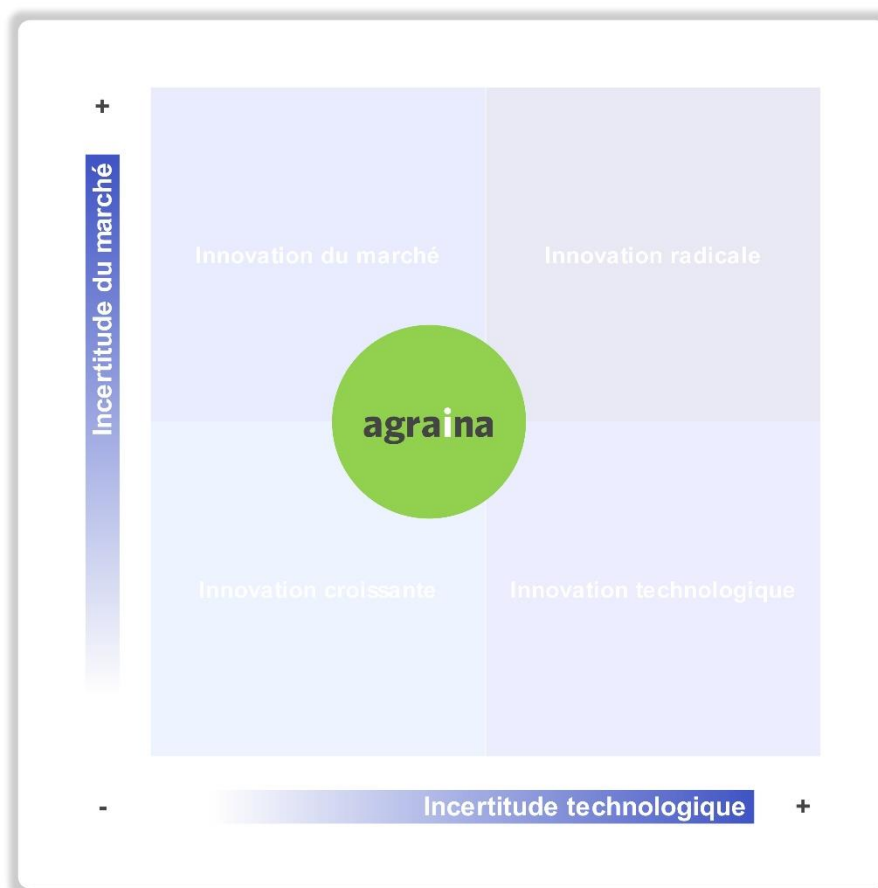 +
Incertitude du marché
Innovation du marché
Innovation radicale
agraina
Innovation croissante
Innovation technologique
-
Incertitude technologique
+